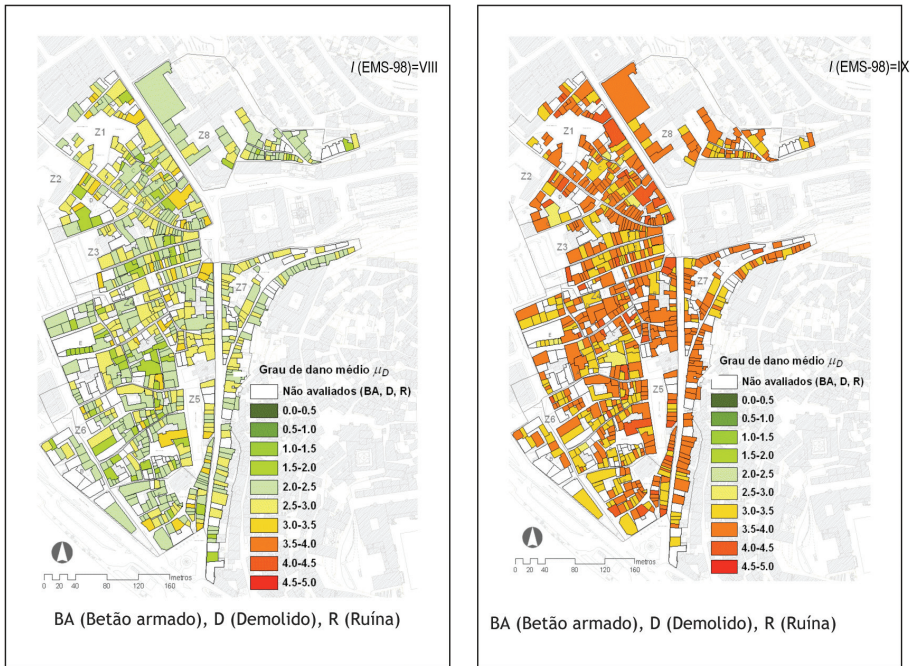 I (EMS-98)=VIII
Z1
Z8
Z2
Z3
Z7
Z5
Z6
Grau de dano médio μD
Não avaliados (BA, D, R)
0.0-0.5
0.5-1.0
1.0-1.5
1.5-2.0
2.0-2.5
2.5-3.0
3.0-3.5
3.5-4.0
4.0-4.5
4.5-5.0
metros
0 20 40 80 120 160
BA (Betão armado), D (Demolido), R (Ruína)
I (EMS-98)=IX
Z1
Z8
Z2
Z3
Z7
Z5
Z6
Grau de dano médio μD
Não avaliados (BA, D, R)
0.0-0.5
0.5-1.0
1.0-1.5
1.5-2.0
2.0-2.5
2.5-3.0
3.0-3.5
3.5-4.0
4.0-4.5
4.5-5.0
metros
0 20 40 80 120 160
BA (Betão armado), D (Demolido), R (Ruína)